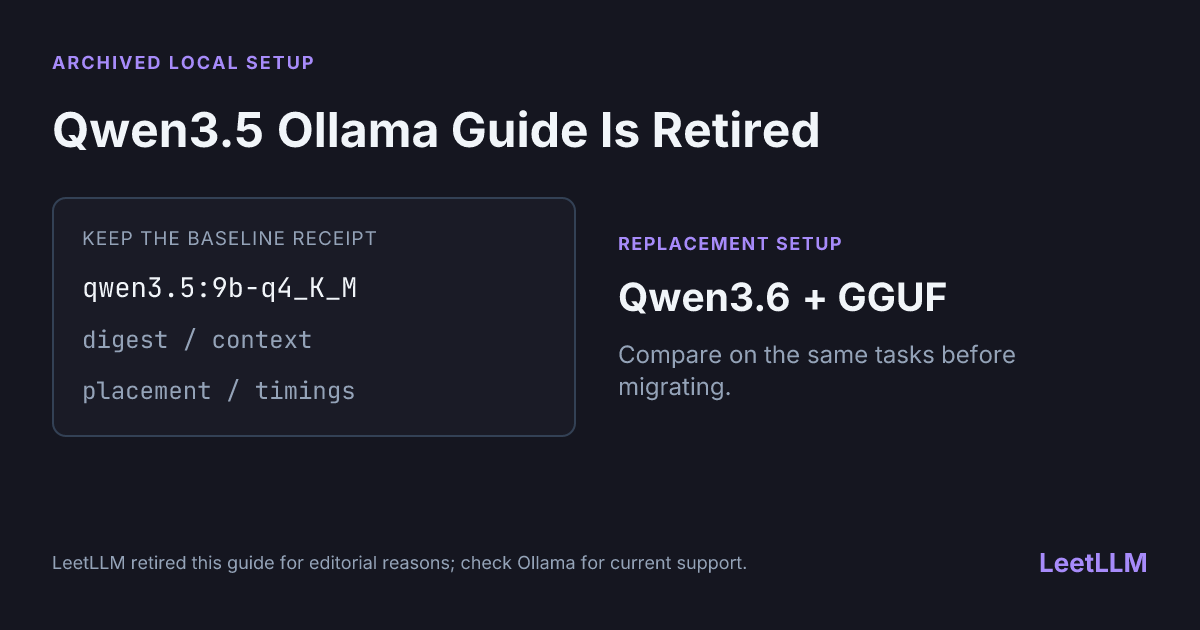 ARCHIVED LOCAL SETUP
Qwen3.5 Ollama Guide Is Retired
KEEP THE BASELINE RECEIPT
qwen3.5:9b-q4_K_M
digest / context
placement / timings
REPLACEMENT SETUP
Qwen3.6 + GGUF
Compare on the same tasks before
migrating.
LeetLLM retired this guide for editorial reasons; check Ollama for current support.
LeetLLM